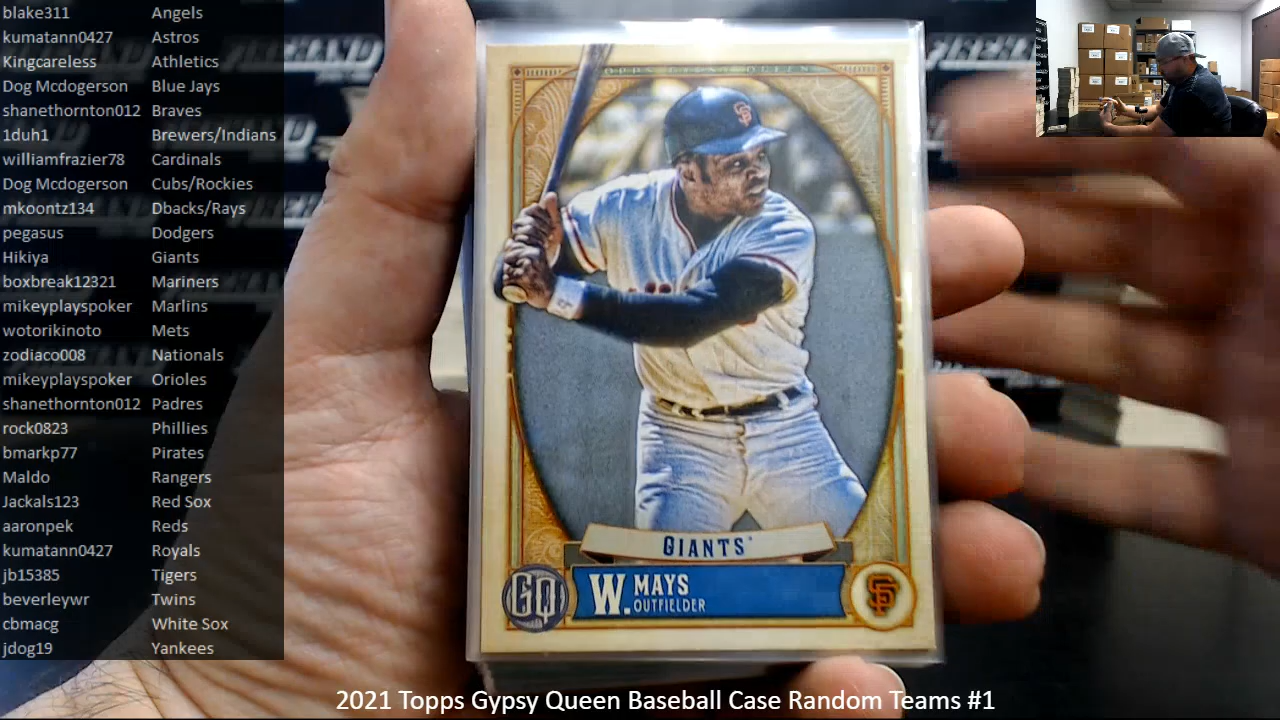 blake311 Angels
kumatann0427 Astros
Kingcareless Athletics
Dog Mcdogerson Blue Jays
shanethornton012 Braves
1duh1 Brewers/Indians
williamfrazier78 Cardinals
Dog Mcdogerson Cubs/Rockies
mkoontz134 Dbacks/Rays
pegasus Dodgers
Hikiya Giants
boxbreak12321 Mariners
mikeyplayspoker Marlins
wotorikinoto Mets
zodiaco008 Nationals
mikeyplayspoker Orioles
shanethornton012 Padres
rock0823 Phillies
bmarkp77 Pirates
Maldo Rangers
Jackals123 Red Sox
aaronpek Reds
kumatann0427 Royals
jb15385 Tigers
beverleywr Twins
cbmacg White Sox
jdog19 Yankees
SF
GIANTS
GQ
W. MAYS
OUTFIELDER
SF
2021 Topps Gypsy Queen Baseball Case Random Teams #1